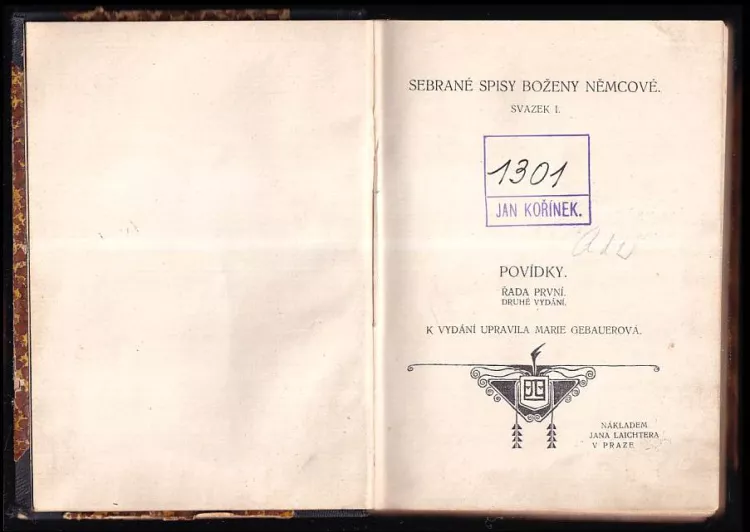 SEBRANÉ SPISY BOŽENY NĚMCOVÉ.
SVAZEK I.
1301
JAN KOŘÍNEK.
POVÍDKY.
ŘADA PRVNÍ.
DRUHÉ VYDÁNÍ.
K VYDÁNÍ UPRAVILA MARIE GEBAUEROVÁ.
NÁKLADEM
JANA LAICHTERA
V PRAZE